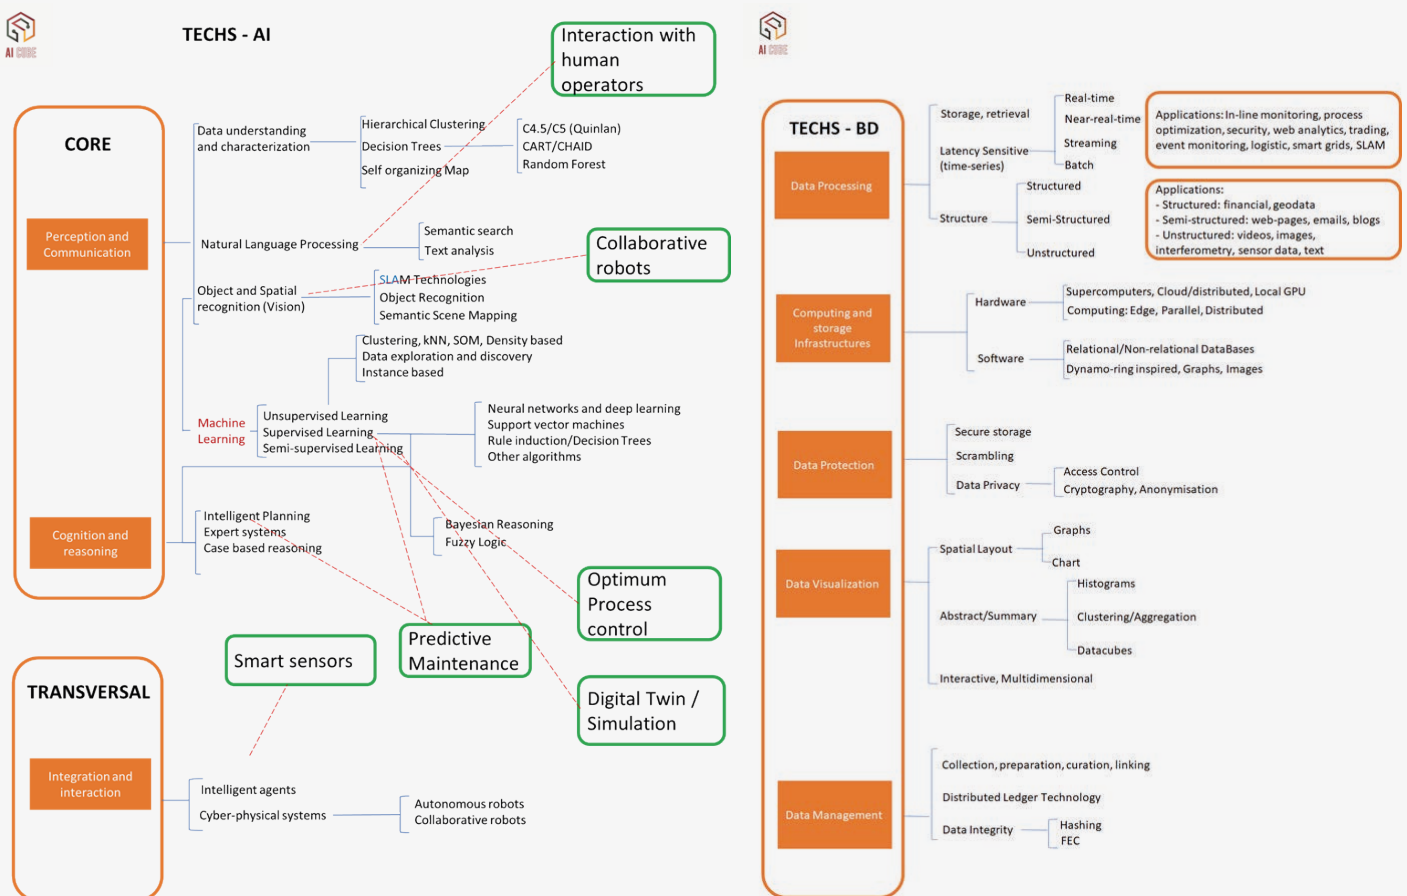 AI CUBE
TECHS - AI
Interaction with
human
operators
CORE
Perception and
Communication
Data understanding
and characterization
Hierarchical Clustering
Decision Trees
Self organizing Map
C4.5/C5 (Quinlan)
CART/CHAID
Random Forest
Natural Language Processing
Semantic search
Text analysis
Collaborative
robots
Object and Spatial
recognition (Vision)
SLAM Technologies
Object Recognition
Semantic Scene Mapping
Clustering, kNN, SOM, Density based
Data exploration and discovery
Instance based
Machine
Learning
Unsupervised Learning
Supervised Learning
Semi-supervised Learning
Neural networks and deep learning
Support vector machines
Rule induction/Decision Trees
Other algorithms
Cognition and
reasoning
Intelligent Planning
Expert systems
Case based reasoning
Bayesian Reasoning
Fuzzy Logic
Optimum
Process
control
Predictive
Maintenance
Smart sensors
Digital Twin /
Simulation
TRANSVERSAL
Integration and
interaction
Intelligent agents
Cyber-physical systems
Autonomous robots
Collaborative robots
AI CUBE
TECHS - BD
Data Processing
Storage, retrieval
Latency Sensitive
(time-series)
Real-time
Near-real-time
Streaming
Batch
Structure
Structured
Semi-Structured
Unstructured
Applications: In-line monitoring, process
optimization, security, web analytics, trading,
event monitoring, logistic, smart grids, SLAM
Applications:
- Structured: financial, geodata
- Semi-structured: web-pages, emails, blogs
- Unstructured: videos, images,
interferometry, sensor data, text
Computing and
storage
Infrastructures
Hardware
Supercomputers, Cloud/distributed, Local GPU
Computing: Edge, Parallel, Distributed
Software
Relational/Non-relational DataBases
Dynamo-ring inspired, Graphs, Images
Data Protection
Secure storage
Scrambling
Data Privacy
Access Control
Cryptography, Anonymisation
Data Visualization
Spatial Layout
Graphs
Chart
Abstract/Summary
Histograms
Clustering/Aggregation
Datacubes
Interactive, Multidimensional
Data Management
Collection, preparation, curation, linking
Distributed Ledger Technology
Data Integrity
Hashing
FEC